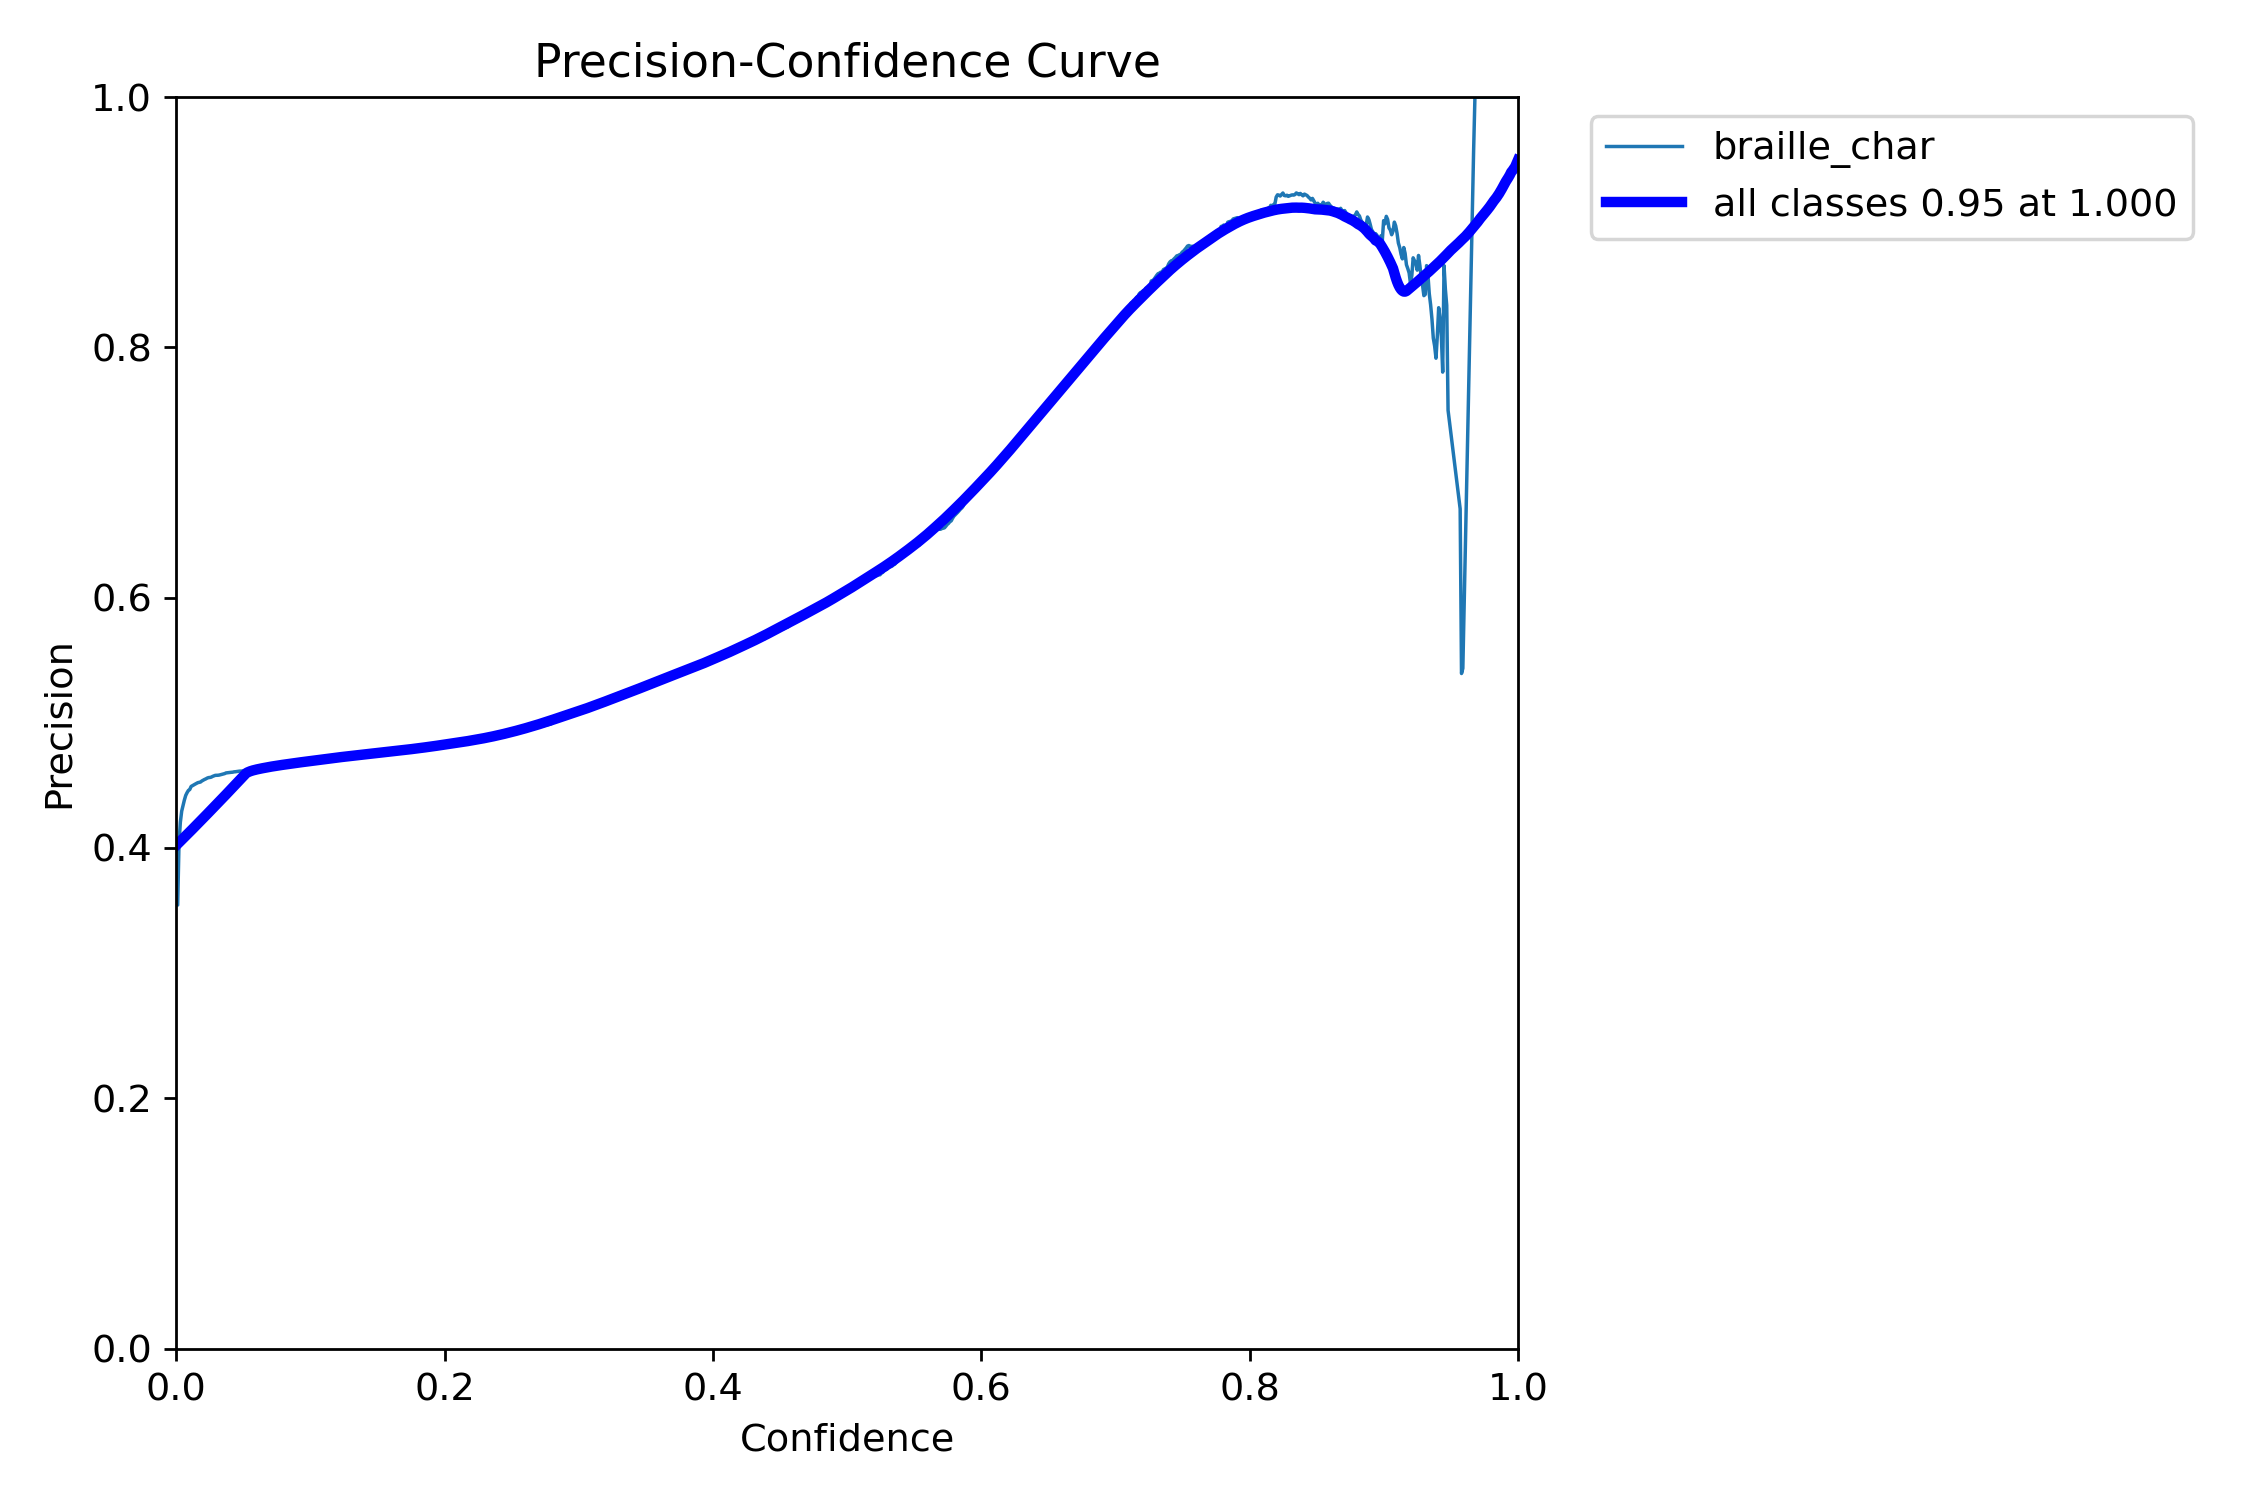 Precision-Confidence Curve
1.0
0.8
0.6
0.4
0.2
0.0
Precision
0.0 0.2 0.4 0.6 0.8 1.0
Confidence
braille_char
all classes 0.95 at 1.000